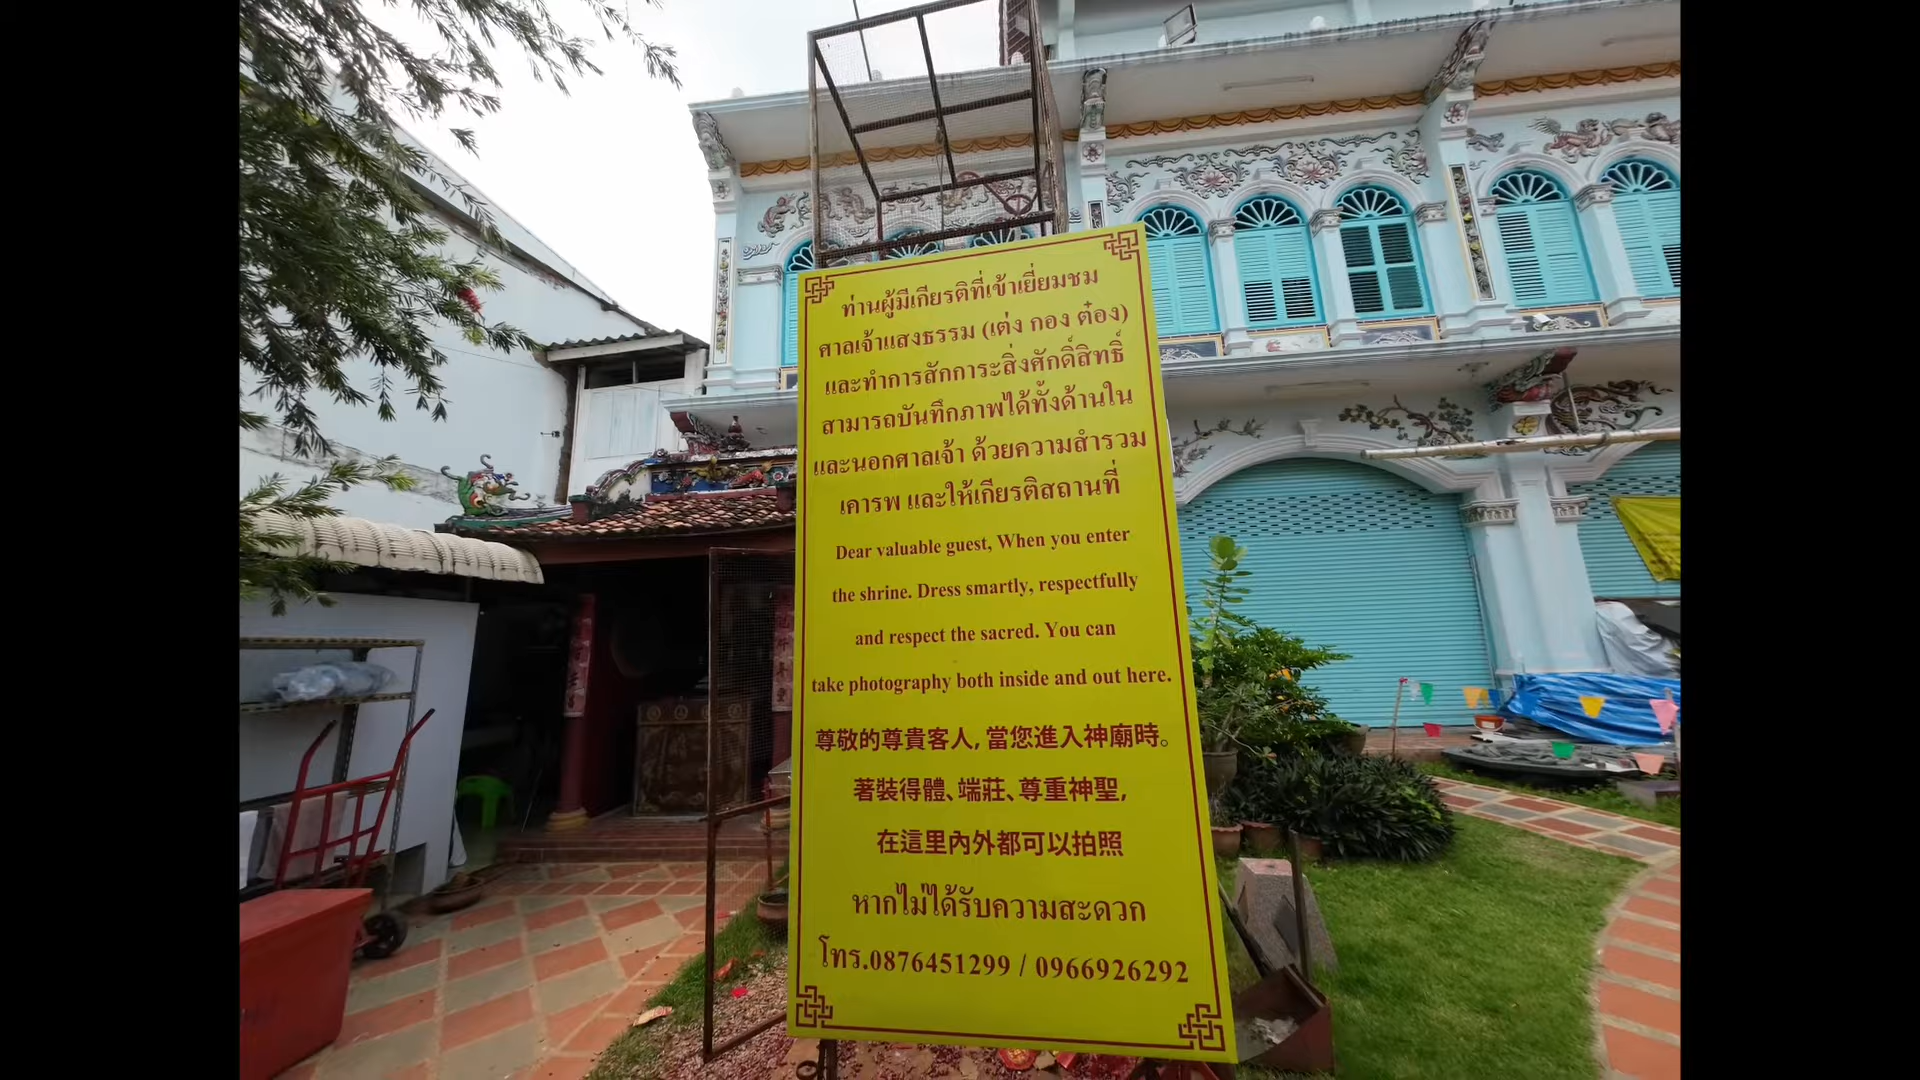 ท่านผู้มีเกียรติที่เข้าเยี่ยมชม
ศาลเจ้าแสงธรรม (เต่ง กอง ต๋อง)
และทำการสักการะสิ่งศักดิ์สิทธิ์
สามารถบันทึกภาพได้ทั้งด้านใน
และนอกศาลเจ้า ด้วยความสำรวม
เคารพ และให้เกียรติสถานที่
Dear valuable guest, When you enter
the shrine. Dress smartly, respectfully
and respect the sacred. You can
take photography both inside and out here.
尊敬的尊貴客人, 當您進入神廟時。
著裝得體、端莊、尊重神聖,
在這里內外都可以拍照
หากไม่ได้รับความสะดวก
โทร.0876451299 / 0966926292